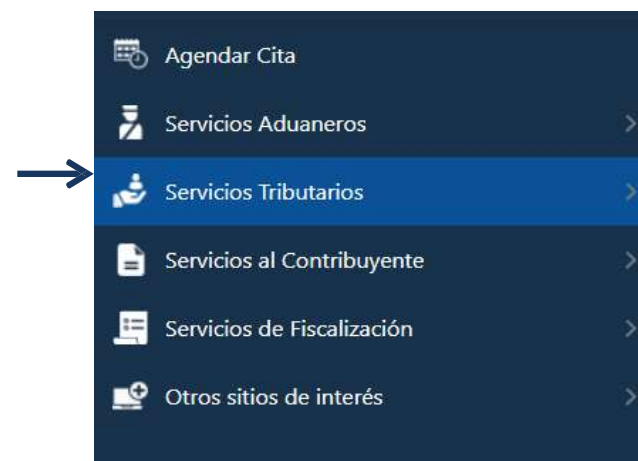 Agendar Cita
Servicios Aduaneros
Servicios Tributarios
Servicios al Contribuyente
Servicios de Fiscalización
Otros sitios de interés